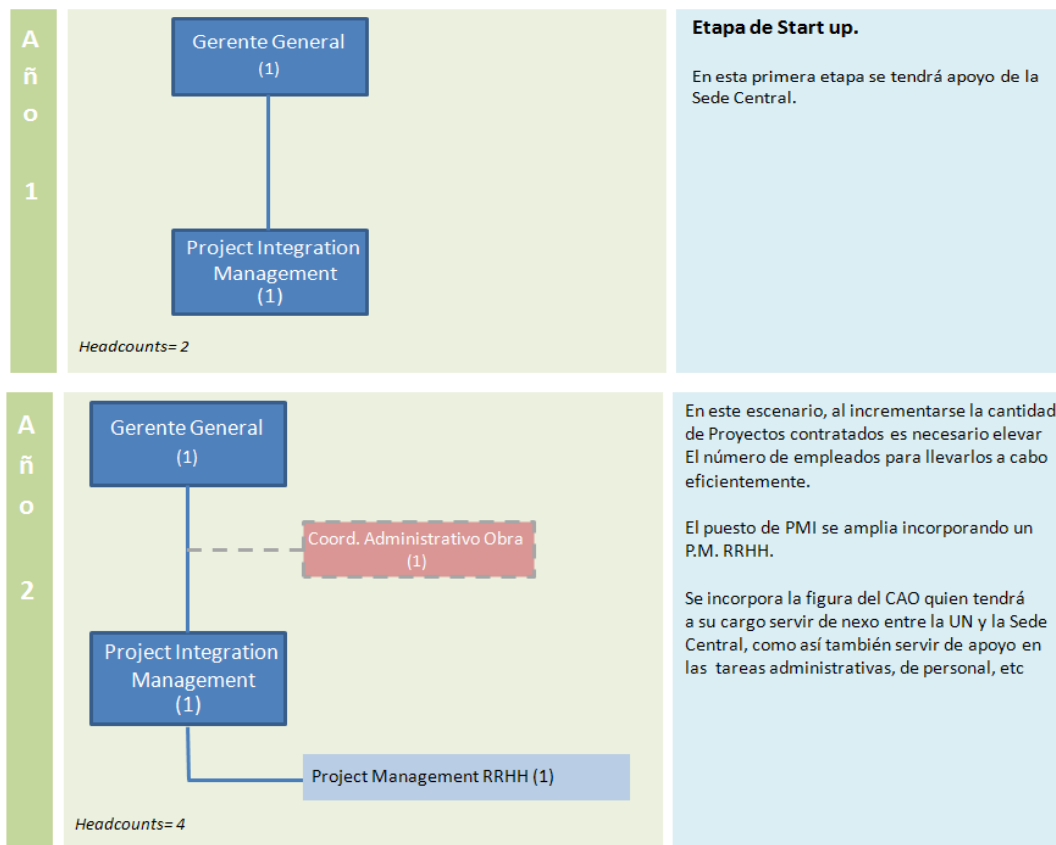 A
ñ
o
1
Gerente General
(1)
Project Integration
Management
(1)
Headcounts= 2
Etapa de Start up.
En esta primera etapa se tendrá apoyo de la
Sede Central.
A
ñ
o
2
Gerente General
(1)
Coord. Administrativo Obra
(1)
Project Integration
Management
(1)
Project Management RRHH (1)
Headcounts= 4
En este escenario, al incrementarse la cantidad
de Proyectos contratados es necesario elevar
El número de empleados para llevarlos a cabo
eficientemente.
El puesto de PMI se amplia incorporando un
P.M. RRHH.
Se incorpora la figura del CAO quien tendrá
a su cargo servir de nexo entre la UN y la Sede
Central, como así también servir de apoyo en
las tareas administrativas, de personal, etc